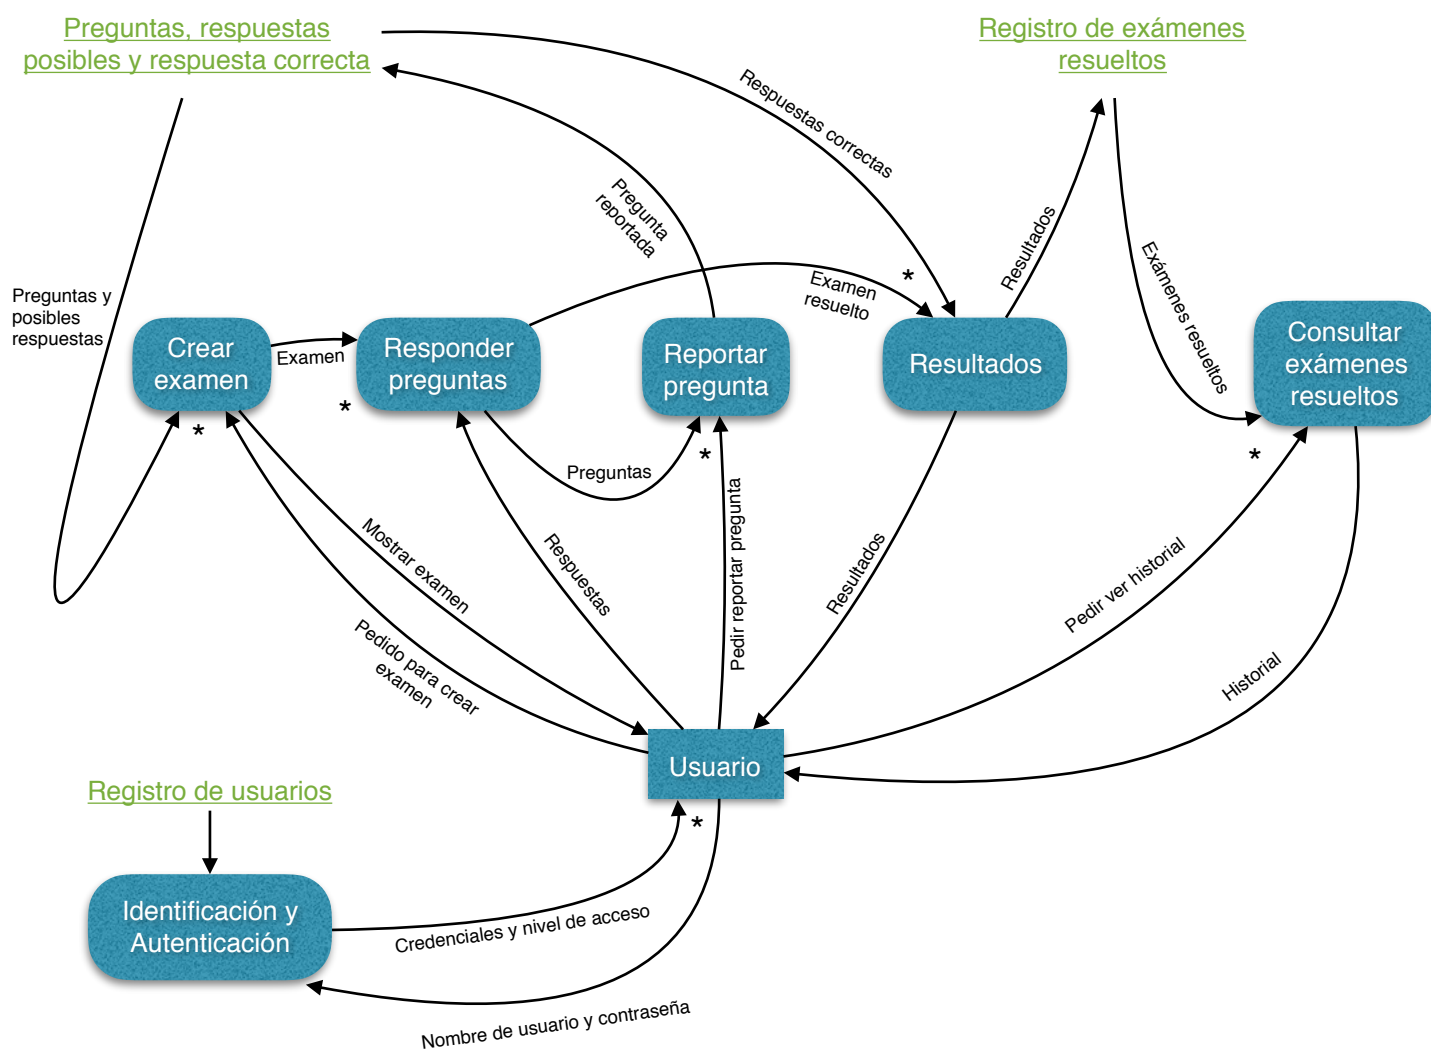 Preguntas, respuestas
posibles y respuesta correcta
Registro de exámenes
resueltos
Respuestas correctas
Pregunta
reportada
Resultados
Exámenes resueltos
Preguntas y
posibles
respuestas
Examen
resuelto
*
Crear
examen
Examen
Responder
preguntas
Reportar
pregunta
Resultados
Consultar
exámenes
resueltos
*
*
*
*
Preguntas
Mostrar examen
Respuestas
Pedir reportar pregunta
Resultados
Pedir ver historial
Historial
Pedido para crear
examen
Usuario
*
Registro de usuarios
Identificación y
Autenticación
Credenciales y nivel de acceso
Nombre de usuario y contraseña